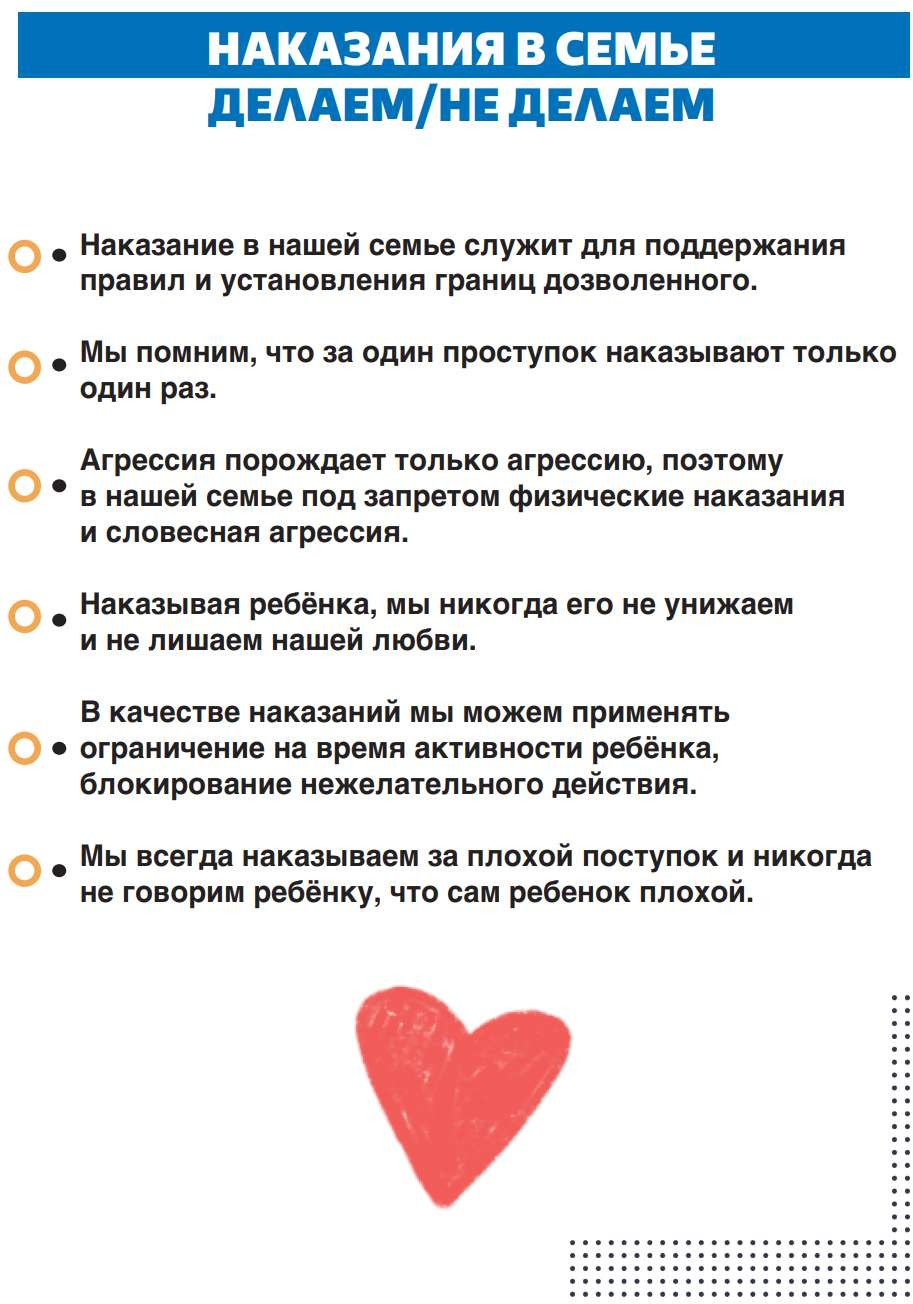 НАКАЗАНИЯ В СЕМЬЕ
ДЕЛАЕМ/НЕ ДЕЛАЕМ
• Наказание в нашей семье служит для поддержания
правил и установления границ дозволенного.
• Мы помним, что за один проступок наказывают только
один раз.
• Агрессия порождает только агрессию, поэтому
в нашей семье под запретом физические наказания
и словесная агрессия.
• Наказывая ребёнка, мы никогда его не унижаем
и не лишаем нашей любви.
• В качестве наказаний мы можем применять
ограничение на время активности ребёнка,
блокирование нежелательного действия.
• Мы всегда наказываем за плохой поступок и никогда
не говорим ребёнку, что сам ребенок плохой.